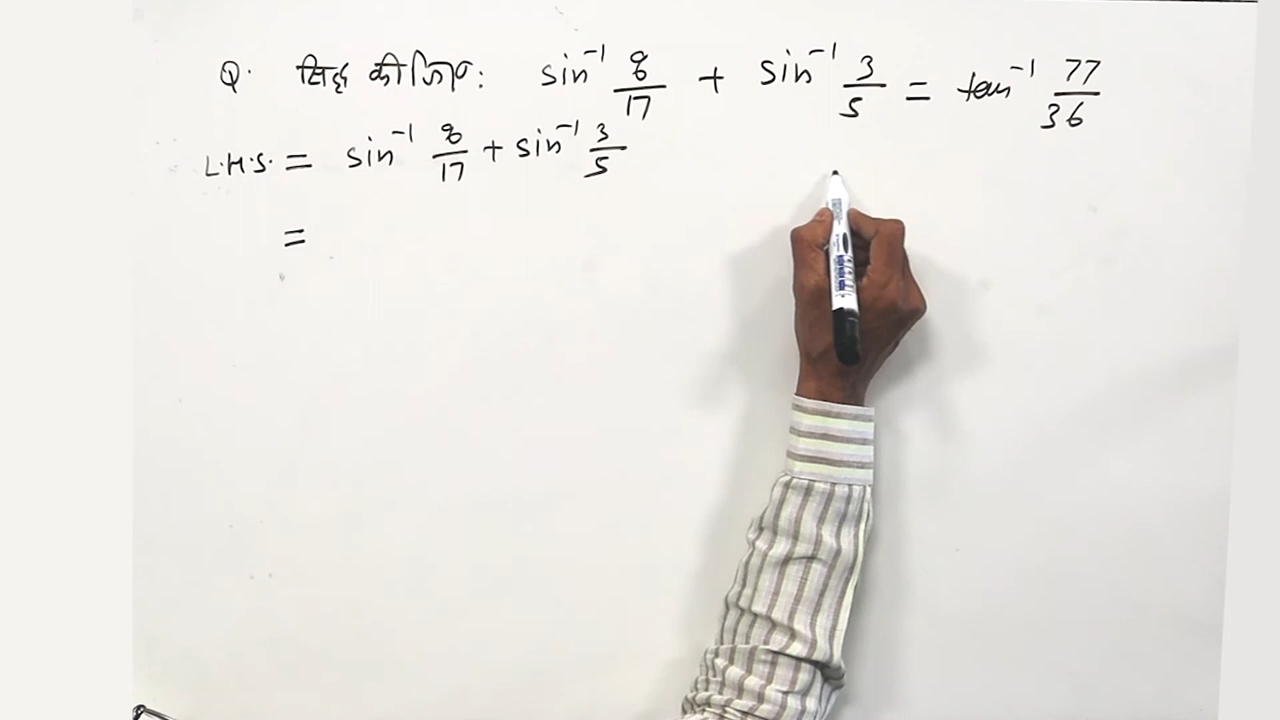 Q. सिद्ध कीजिए: sin⁻¹ 8/17 + sin⁻¹ 3/5 = tan⁻¹ 77/36
L.H.S. = sin⁻¹ 8/17 + sin⁻¹ 3/5
=